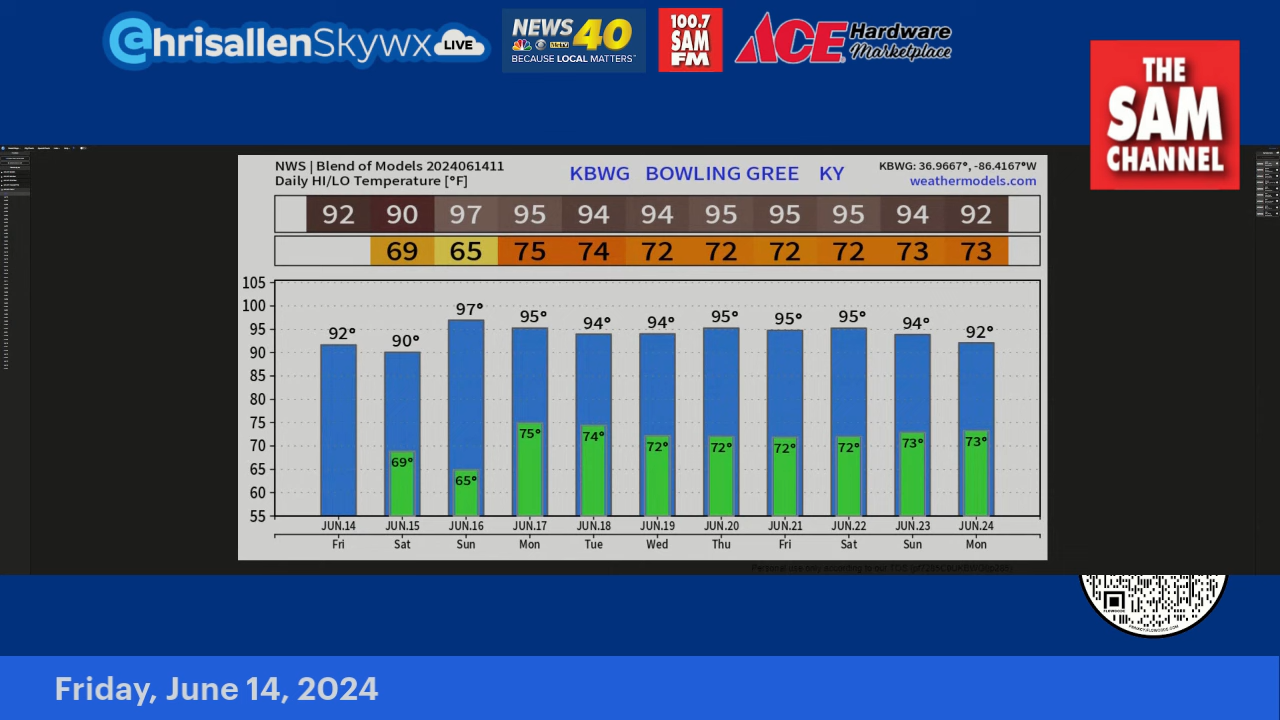 @hrisallenSkywx LIVE
NEWS 40
BECAUSE LOCAL MATTERS
100.7
SAM
FM
ACE Hardware
Marketplace
THE
SAM
CHANNEL
NWS | Blend of Models 2024061411
Daily HI/LO Temperature [°F]
KBWG BOWLING GREE KY
KBWG: 36.9667°, -86.4167°W
weathermodels.com
92 90 97 95 94 94 95 95 95 94 92
69 65 75 74 72 72 72 72 73 73
105
100
95
90
85
80
75
70
65
60
55
92° 90° 97° 95° 94° 94° 95° 95° 95° 94° 92°
69° 65° 75° 74° 72° 72° 72° 72° 73° 73°
JUN.14 JUN.15 JUN.16 JUN.17 JUN.18 JUN.19 JUN.20 JUN.21 JUN.22 JUN.23 JUN.24
Fri Sat Sun Mon Tue Wed Thu Fri Sat Sun Mon
Friday, June 14, 2024